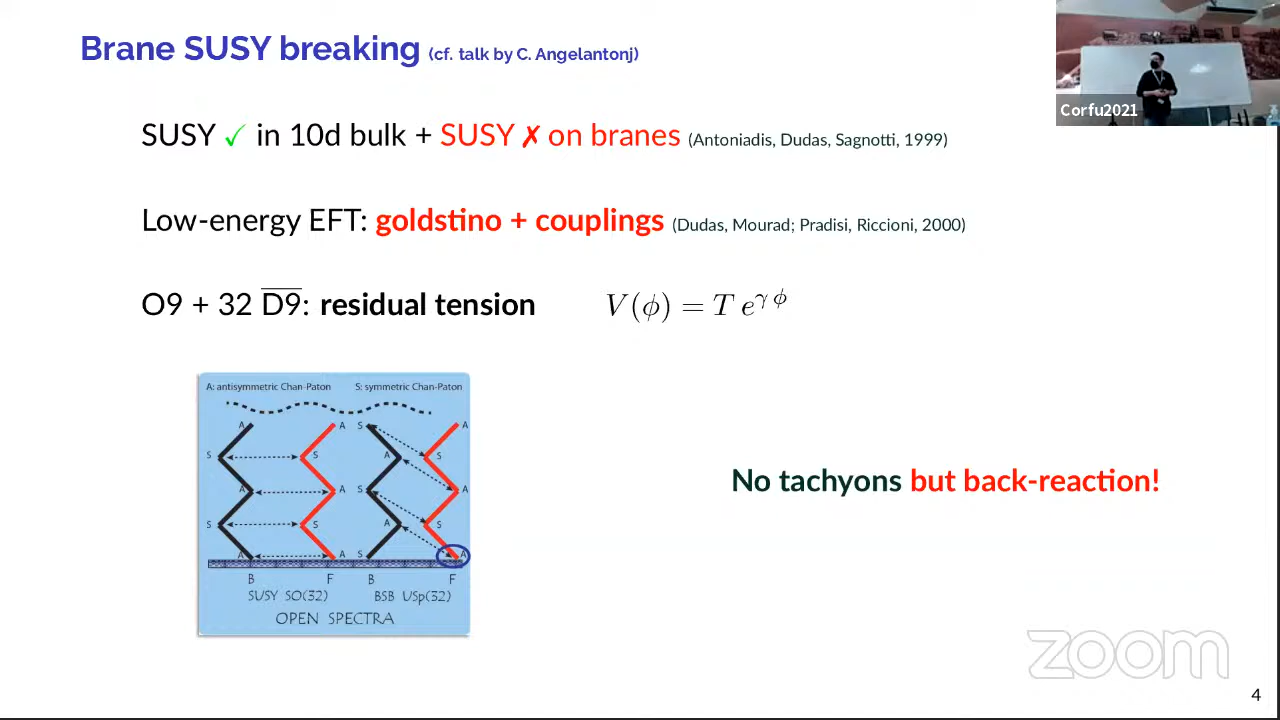 Brane SUSY breaking (cf. talk by C. Angelantonj)
Corfu2021
SUSY ✓ in 10d bulk + SUSY ✗ on branes (Antoniadis, Dudas, Sagnotti, 1999)
Low-energy EFT: goldstino + couplings (Dudas, Mourad; Pradisi, Riccioni, 2000)
O9 + 32 D̅9̅: residual tension V(ϕ) = T e^{γ ϕ}
A: antisymmetric Chan-Paton S: symmetric Chan-Paton
A A S A
S S A S
A A S A
S S A S
A A S A
B F B F
SUSY SO(32) BSB USp(32)
OPEN SPECTRA
No tachyons but back-reaction!
zoom
4